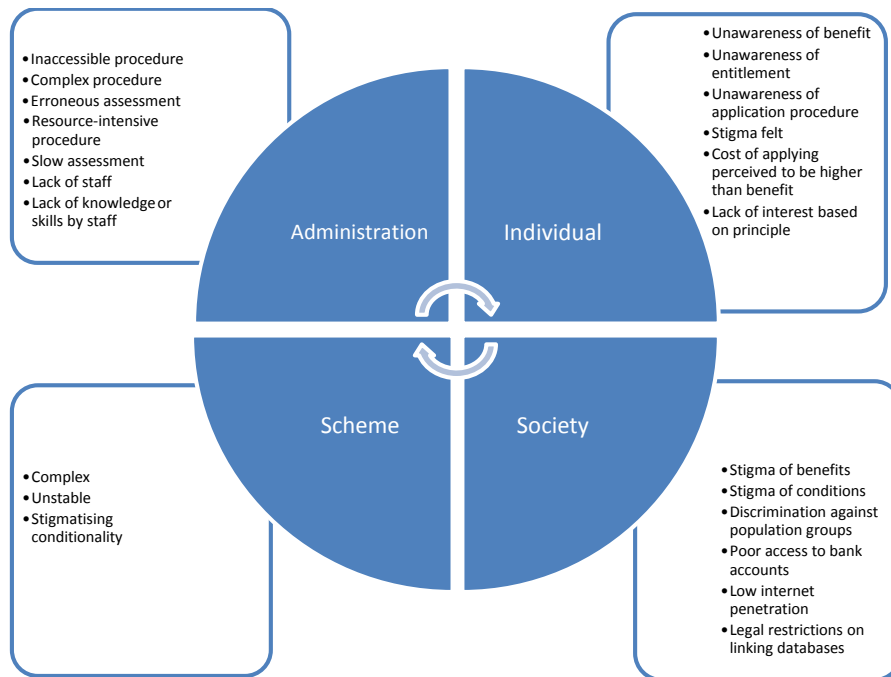 •Inaccessible procedure
•Complex procedure
•Erroneous assessment
•Resource-intensive
procedure
•Slow assessment
•Lack of staff
•Lack of knowledge or
skills by staff
•Unawareness of benefit
•Unawareness of
entitlement
•Unawareness of
application procedure
•Stigma felt
•Cost of applying
perceived to be higher
than benefit
•Lack of interest based
on principle
Administration
Individual
Scheme
Society
•Complex
•Unstable
•Stigmatising
conditionality
•Stigma of benefits
•Stigma of conditions
•Discrimination against
population groups
•Poor access to bank
accounts
•Low internet
penetration
•Legal restrictions on
linking databases